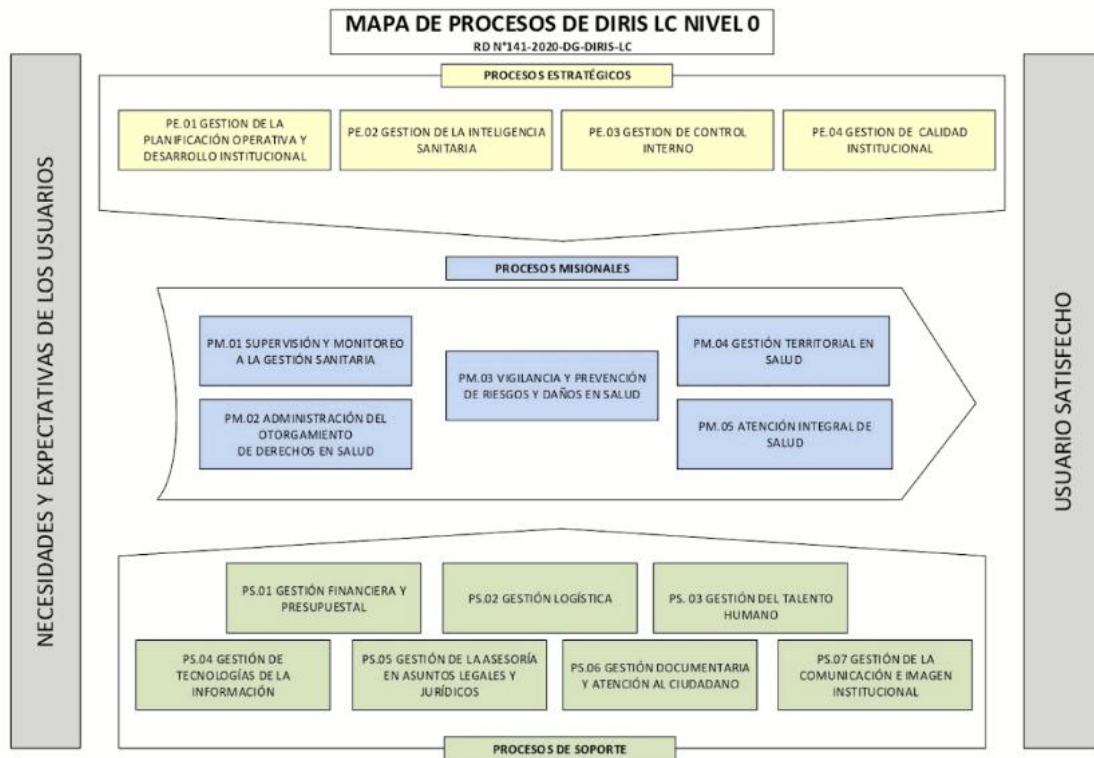 MAPA DE PROCESOS DE DIRIS LC NIVEL 0
RD N°141-2020-DG-DIRIS-LC
NECESIDADES Y EXPECTATIVAS DE LOS USUARIOS
PROCESOS ESTRATÉGICOS
PE.01 GESTION DE LA
PLANIFICACIÓN OPERATIVA Y
DESARROLLO INSTITUCIONAL
PE.02 GESTION DE LA INTELIGENCIA
SANITARIA
PE.03 GESTION DE CONTROL
INTERNO
PE.04 GESTION DE CALIDAD
INSTITUCIONAL
PROCESOS MISIONALES
PM.01 SUPERVISIÓN Y MONITOREO
A LA GESTIÓN SANITARIA
PM.02 ADMINISTRACIÓN DEL
OTORGAMIENTO
DE DERECHOS EN SALUD
PM.03 VIGILANCIA Y PREVENCIÓN
DE RIESGOS Y DAÑOS EN SALUD
PM.04 GESTIÓN TERRITORIAL EN
SALUD
PM.05 ATENCIÓN INTEGRAL DE
SALUD
PS.01 GESTIÓN FINANCIERA Y
PRESUPUESTAL
PS.02 GESTIÓN LOGÍSTICA
PS. 03 GESTIÓN DEL TALENTO
HUMANO
PS.04 GESTIÓN DE
TECNOLOGÍAS DE LA
INFORMACIÓN
PS.05 GESTIÓN DE LA ASESORÍA
EN ASUNTOS LEGALES Y
JURÍDICOS
PS.06 GESTIÓN DOCUMENTARIA
Y ATENCIÓN AL CIUDADANO
PS.07 GESTIÓN DE LA
COMUNICACIÓN E IMAGEN
INSTITUCIONAL
PROCESOS DE SOPORTE
USUARIO SATISFECHO